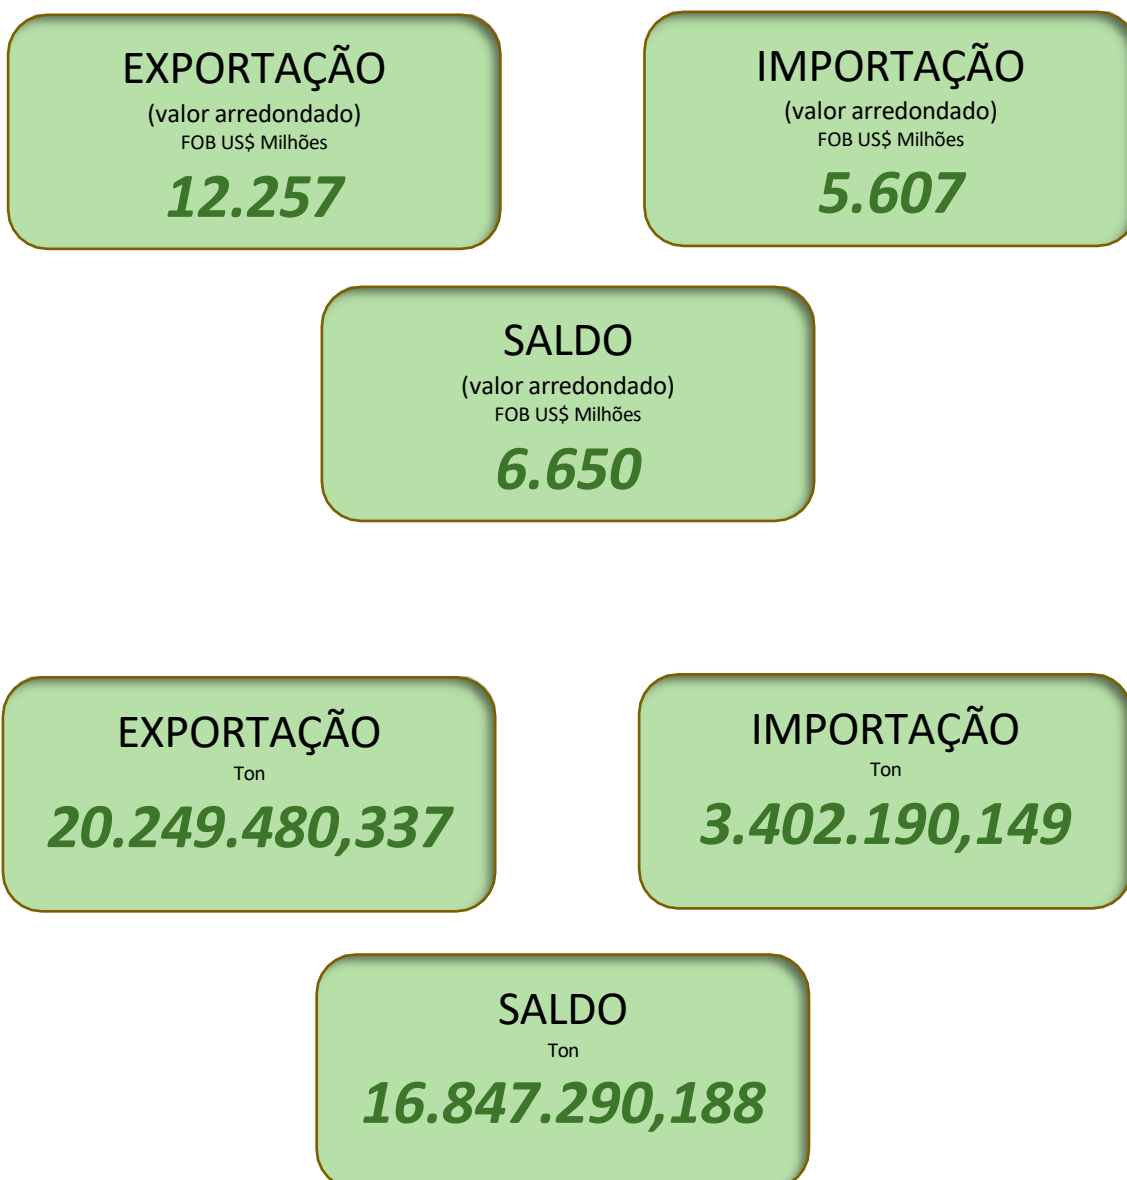 EXPORTAÇÃO
(valor arredondado)
FOB US$ Milhões
12.257
IMPORTAÇÃO
(valor arredondado)
FOB US$ Milhões
5.607
SALDO
(valor arredondado)
FOB US$ Milhões
6.650
EXPORTAÇÃO
Ton
20.249.480,337
IMPORTAÇÃO
Ton
3.402.190,149
SALDO
Ton
16.847.290,188